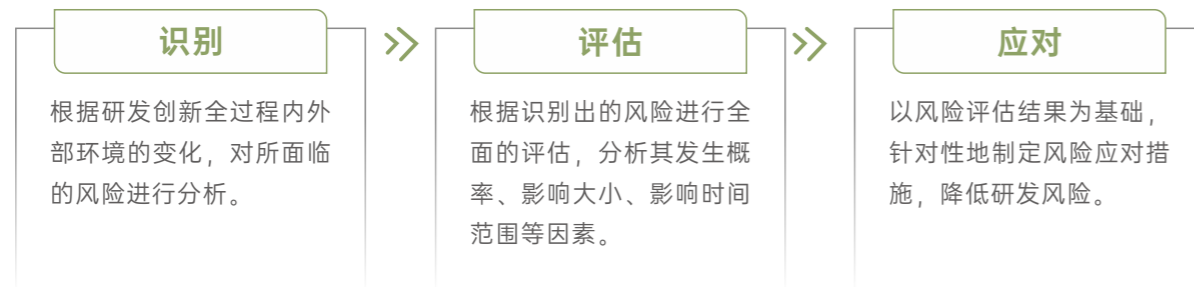 识别
根据研发创新全过程内外
部环境的变化，对所面临
的风险进行分析。
评估
根据识别出的风险进行全
面的评估，分析其发生概
率、影响大小、影响时间
范围等因素。
应对
以风险评估结果为基础，
针对性地制定风险应对措
施，降低研发风险。